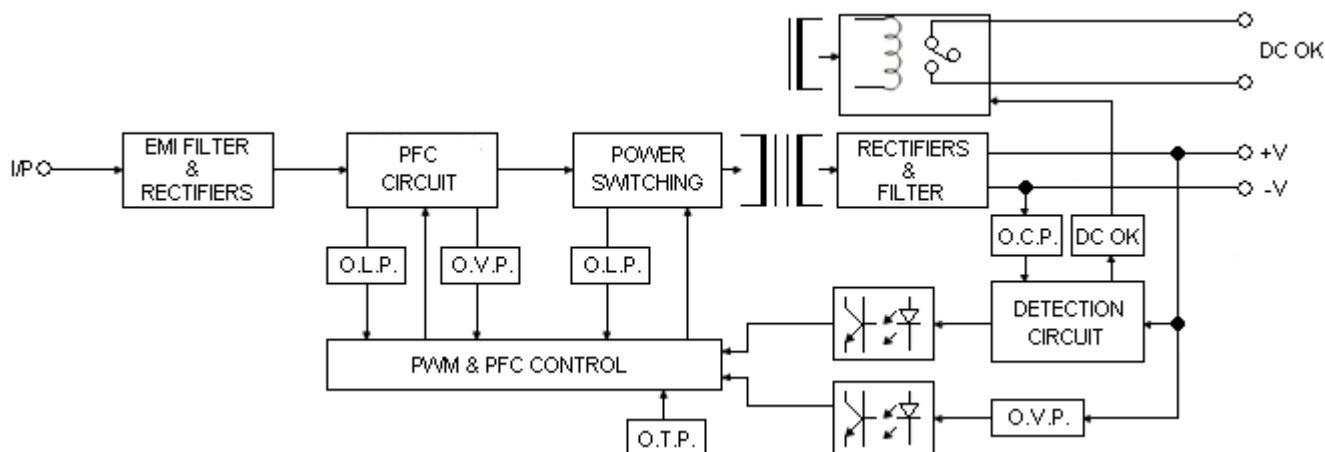 DC OK
I/P
EMI FILTER
&
RECTIFIERS
PFC
CIRCUIT
POWER
SWITCHING
RECTIFIERS
&
FILTER
+V
-V
O.L.P.
O.V.P.
O.L.P.
O.C.P.
DC OK
DETECTION
CIRCUIT
PWM & PFC CONTROL
O.T.P.
O.V.P.